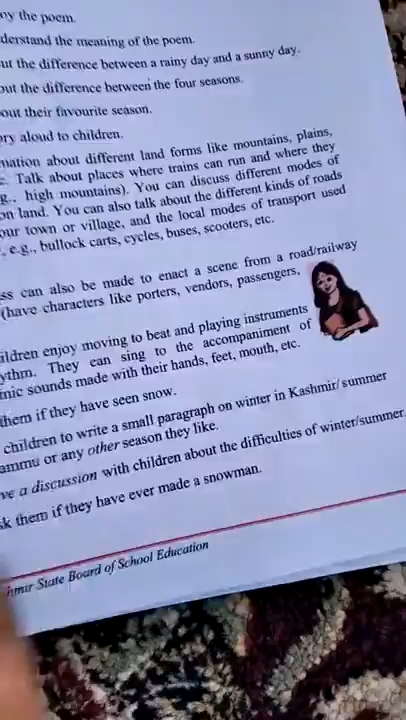 the poem.
derstand the meaning of the poem.
ut the difference between a rainy day and a sunny day.
out the difference between the four seasons.
out their favourite season.
ory aloud to children.
mation about different land forms like mountains, plains,
. Talk about places where trains can run and where they
g., high mountains). You can discuss different modes of
on land. You can also talk about the different kinds of roads
our town or village, and the local modes of transport used
, e.g., bullock carts, cycles, buses, scooters, etc.
ss can also be made to enact a scene from a road/railway
(have characters like porters, vendors, passengers,
ildren enjoy moving to beat and playing instruments
ythm. They can sing to the accompaniment of
mic sounds made with their hands, feet, mouth, etc.
them if they have seen snow.
children to write a small paragraph on winter in Kashmir/ summer
ammu or any other season they like.
ve a discussion with children about the difficulties of winter/summer.
sk them if they have ever made a snowman.
hmir State Board of School Education